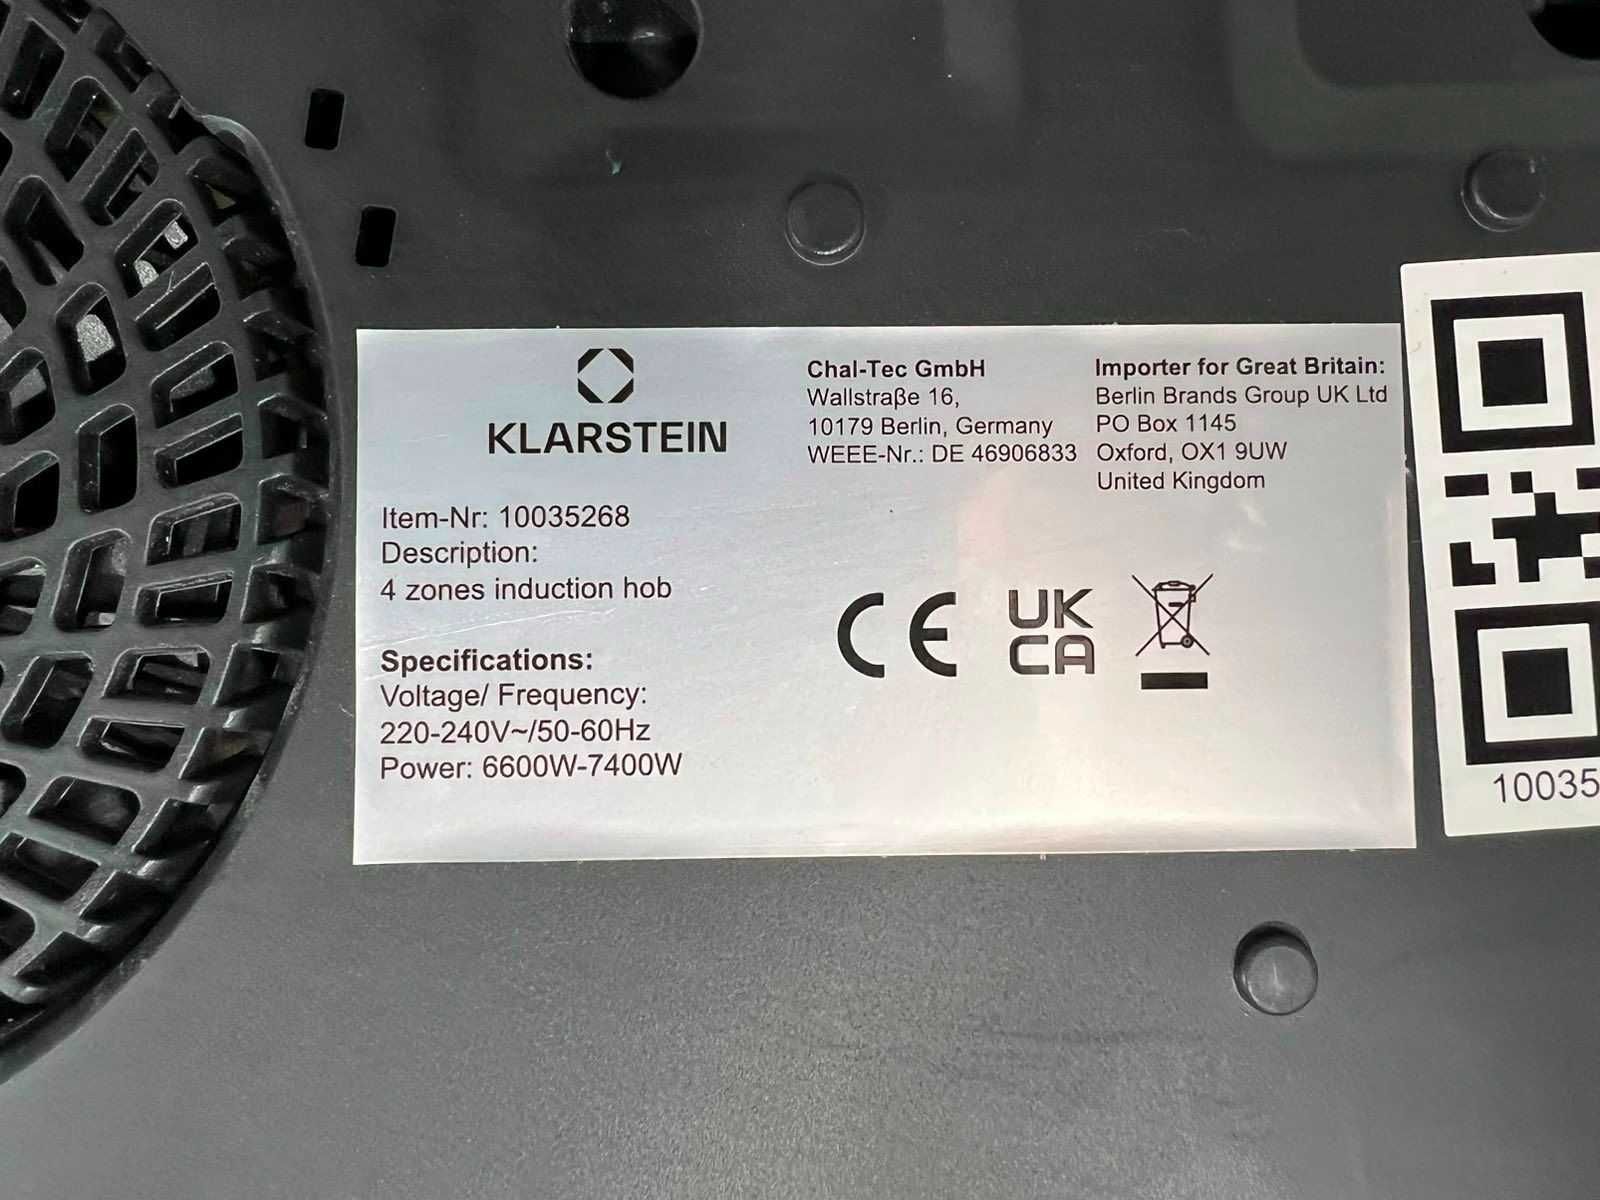 KLARSTEIN
Item-Nr: 10035268
Description:
4 zones induction hob
Specifications:
Voltage/ Frequency:
220-240V~/50-60Hz
Power: 6600W-7400W
Chal-Tec GmbH
Wallstraβe 16,
10179 Berlin, Germany
WEEE-Nr.: DE 46906833
Importer for Great Britain:
Berlin Brands Group UK Ltd
PO Box 1145
Oxford, OX1 9UW
United Kingdom
CE
UK
CA
10035